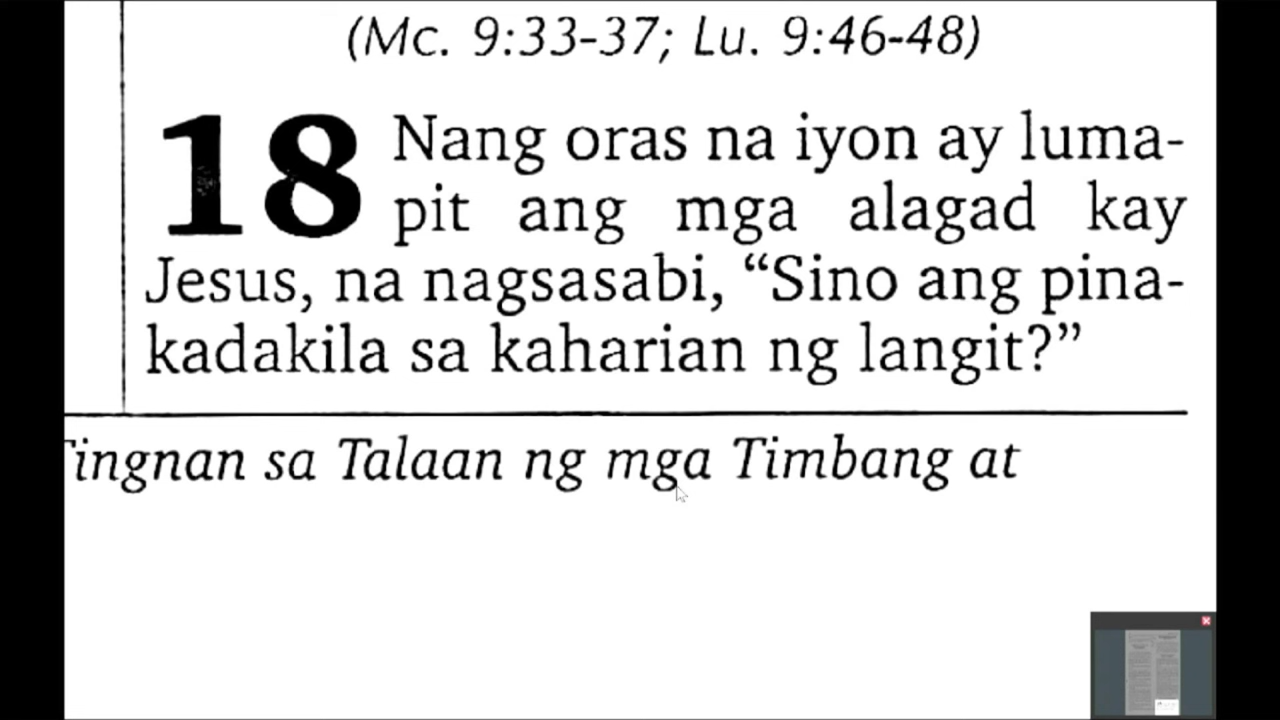 (Mc. 9:33-37; Lu. 9:46-48)
18 Nang oras na iyon ay luma-
pit ang mga alagad kay
Jesus, na nagsasabi, “Sino ang pina-
kadakila sa kaharian ng langit?”
Tingnan sa Talaan ng mga Timbang at